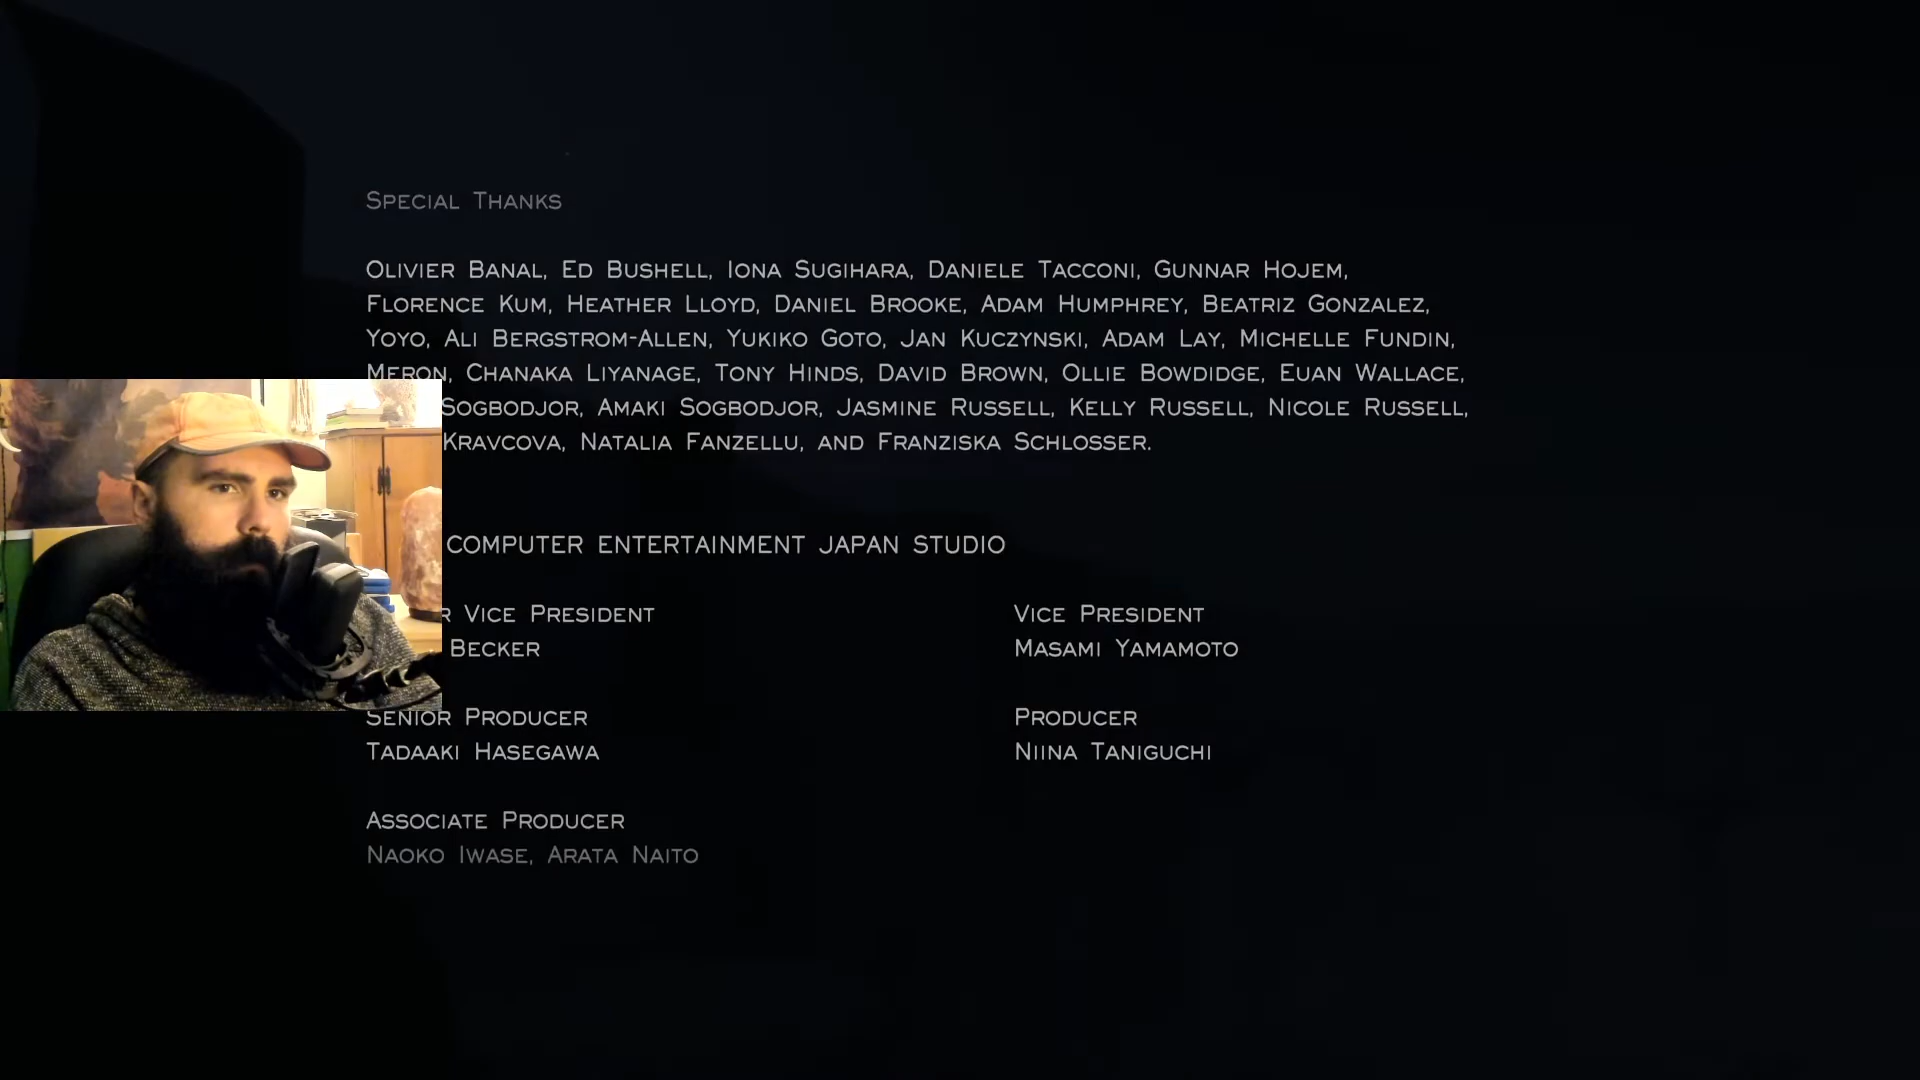 Special Thanks
Olivier Banal, Ed Bushell, Iona Sugihara, Daniele Tacconi, Gunnar Hojem,
Florence Kum, Heather Lloyd, Daniel Brooke, Adam Humphrey, Beatriz Gonzalez,
Yoyo, Ali Bergstrom-Allen, Yukiko Goto, Jan Kuczynski, Adam Lay, Michelle Fundin,
Meron, Chanaka Liyanage, Tony Hinds, David Brown, Ollie Bowdidge, Euan Wallace,
Sogbodjor, Amaki Sogbodjor, Jasmine Russell, Kelly Russell, Nicole Russell,
Kravcova, Natalia Fanzellu, and Franziska Schlosser.
COMPUTER ENTERTAINMENT JAPAN STUDIO
Vice President
Becker
Vice President
Masami Yamamoto
Senior Producer
Tadaaki Hasegawa
Producer
Niina Taniguchi
Associate Producer
Naoko Iwase, Arata Naito